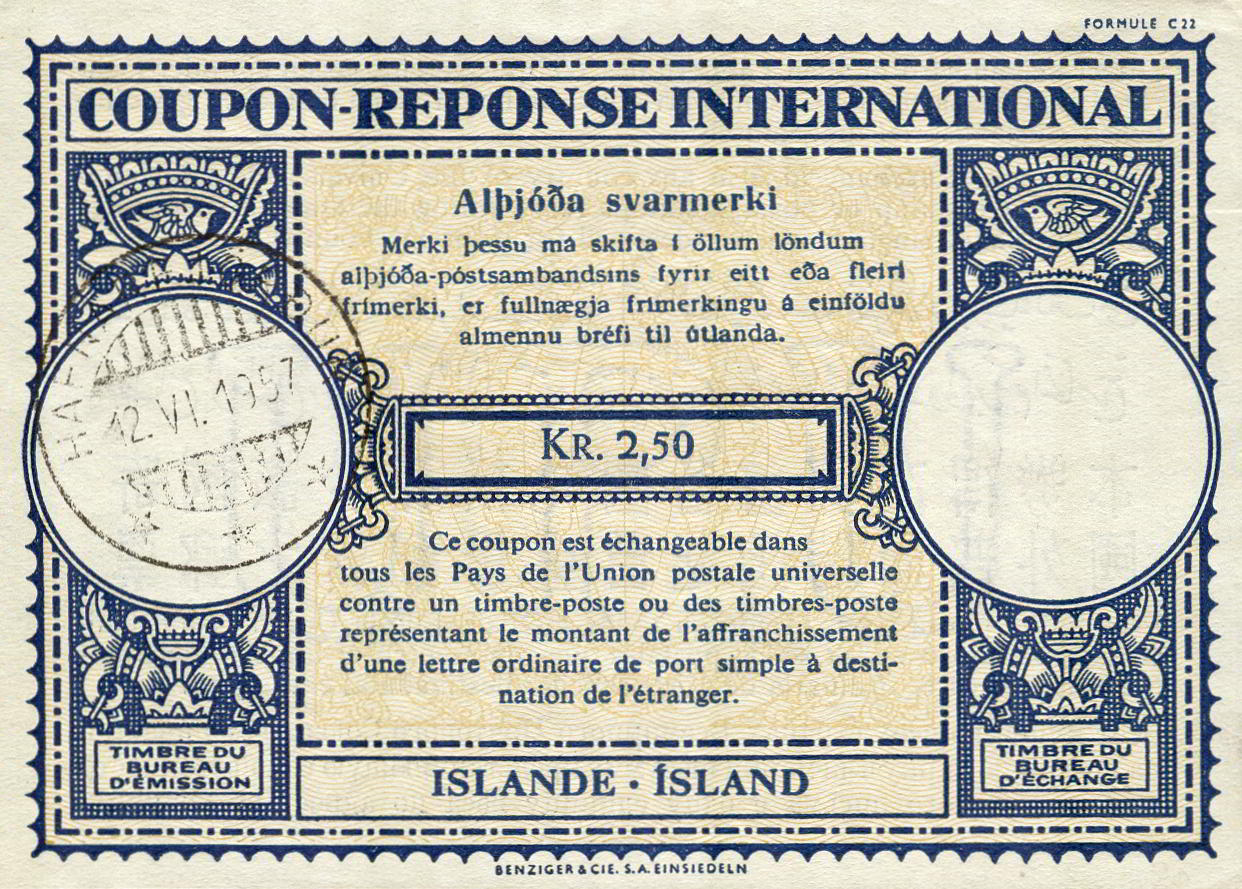 FORMULE C 22
COUPON-REPONSE INTERNATIONAL
Alþjóða svarmerki
Merki þessu má skifta í öllum löndum
alþjóða-póstsambandsins fyrir eitt eða fleiri
frímerki, er fullnægja frímerkingu á einföldu
almennu bréfi til útlanda.
12. VI. 1957
KR. 2,50
Ce coupon est échangeable dans
tous les Pays de l'Union postale universelle
contre un timbre-poste ou des timbres-poste
représentant le montant de l'affranchissement
d'une lettre ordinaire de port simple à desti-
nation de l'étranger.
TIMBRE DU
BUREAU
D'ÉMISSION
ISLANDE · ÍSLAND
TIMBRE DU
BUREAU
D'ÉCHANGE
BENZIGER & CIE. S.A. EINSIEDELN